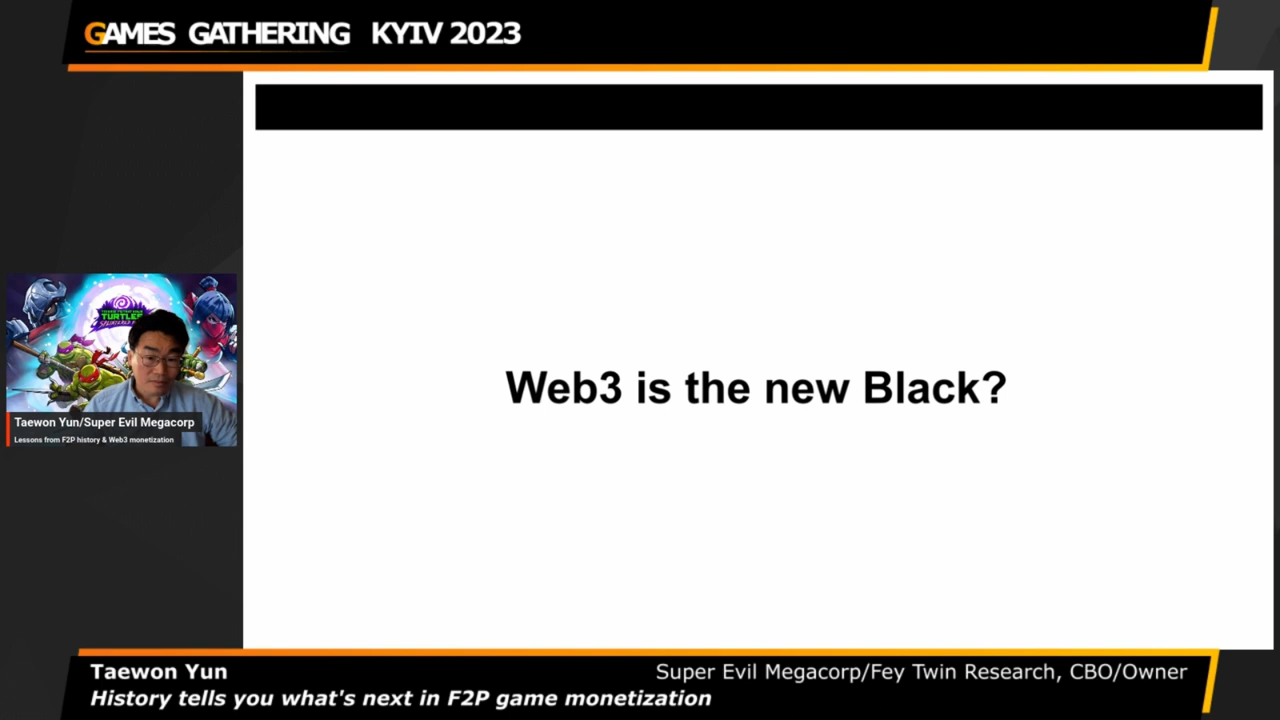 GAMES GATHERING KYIV 2023
Web3 is the new Black?
TURTLES
Taewon Yun/Super Evil Megacorp
Lessons from F2P history & Web3 monetization
Taewon Yun
Super Evil Megacorp/Fey Twin Research, CBO/Owner
History tells you what's next in F2P game monetization